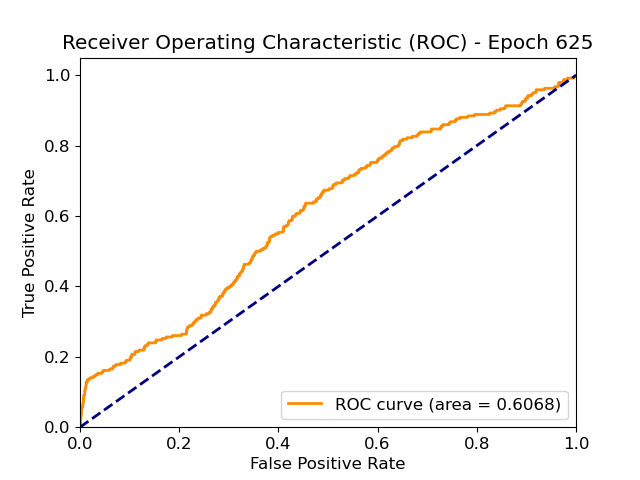 Receiver Operating Characteristic (ROC) - Epoch 625
True Positive Rate
1.0
0.8
0.6
0.4
0.2
0.0
ROC curve (area = 0.6068)
0.0 0.2 0.4 0.6 0.8 1.0
False Positive Rate